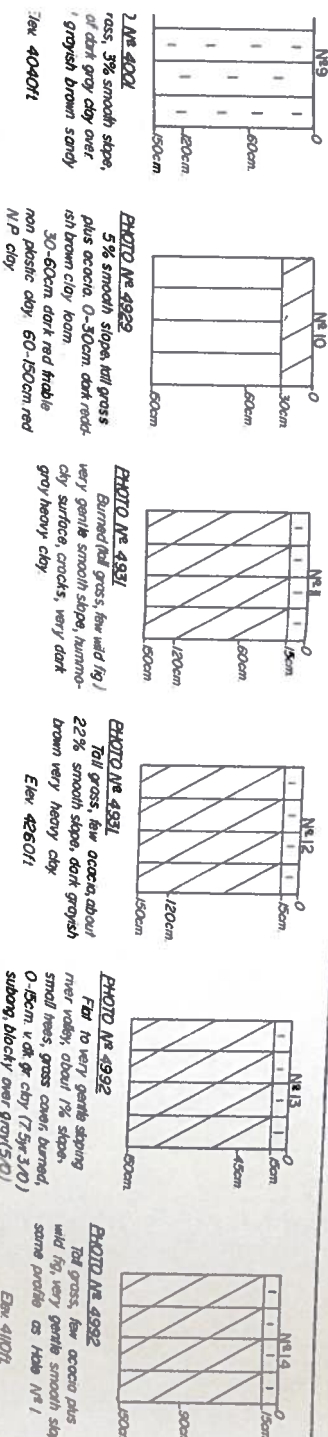 Nº 9
0
60cm.
120cm.
150cm
Nº 4001
rass, 3% smooth slope,
of dark gray clay over
grayish brown sandy
Elev. 4040ft.
Nº 10
0
30cm
60cm.
150cm
PHOTO Nº 4929
5% smooth slope, tall grass
plus acacia. 0-30cm. dark redd-
ish brown clay loam
30-60cm. dark red friable
non plastic clay. 60-150cm. red
N.P. clay.
0
15cm.
60cm
120cm
150cm
PHOTO Nº 4931
Burned (tall grass, few wild fig)
very gentle smooth slope, hummo-
cky surface, cracks, very dark
gray heavy clay.
Nº 12
0
15cm.
120cm.
150cm
PHOTO Nº 4931
Tall grass, few acacia, about
22% smooth slope, dark grayish
brown very heavy clay
Elev. 4260ft
Nº 13
0
15cm.
45cm
150cm.
PHOTO Nº 4992
Flat to very gentle sloping
river valley, about 1% slope,
small trees, grass cover, burned,
0-15cm. v. dk. gr. clay (7.5yr 3/0)
subang. blocky over gray (5/0)
Nº 14
0
15cm
90cm.
150cm
PHOTO Nº 4992
Tall grass, few acacia plus
wild fig, very gentle smooth slo
same profile as Hole Nº 1
Elev. 4110ft.